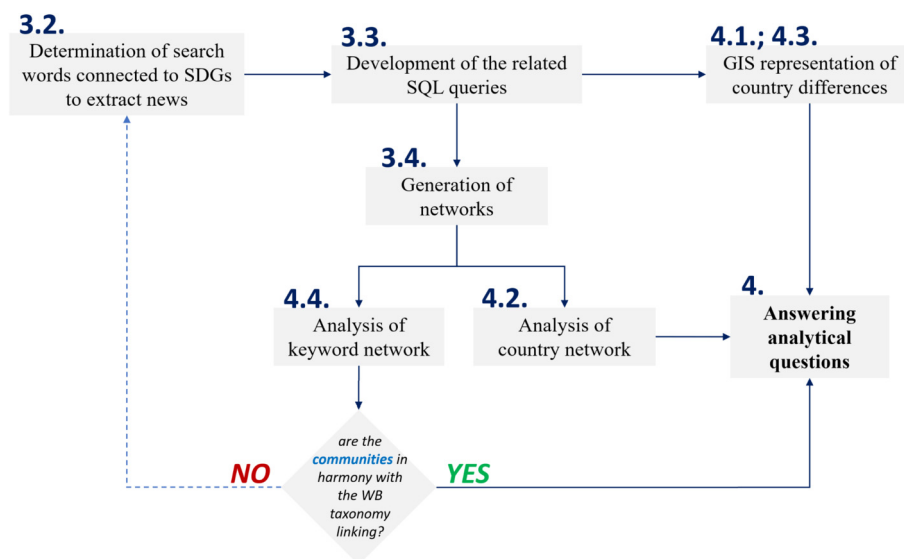 3.2.
Determination of search
words connected to SDGs
to extract news
3.3.
Development of the related
SQL queries
4.1.; 4.3.
GIS representation of
country differences
3.4.
Generation of
networks
4.4.
Analysis of
keyword network
4.2.
Analysis of
country network
4.
Answering
analytical
questions
are the
communities in
harmony with
the WB
taxonomy
linking?
NO
YES